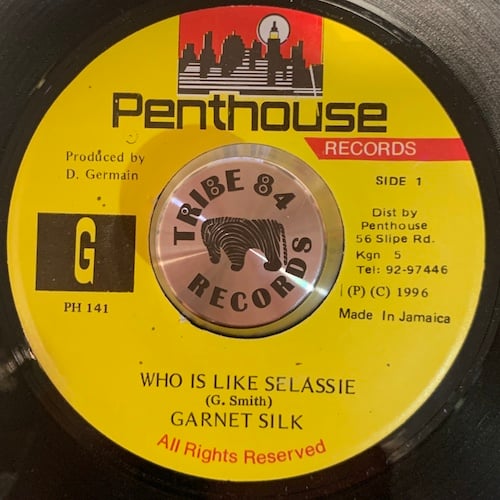 Penthouse
RECORDS
Produced by
D. Germain
SIDE 1
G
PH 141
TRIBE 84
RECORDS
Dist by
Penthouse
56 Slipe Rd.
Kgn 5
Tel: 92-97446
(P) (C) 1996
Made In Jamaica
WHO IS LIKE SELASSIE
(G. Smith)
GARNET SILK
All Rights Reserved